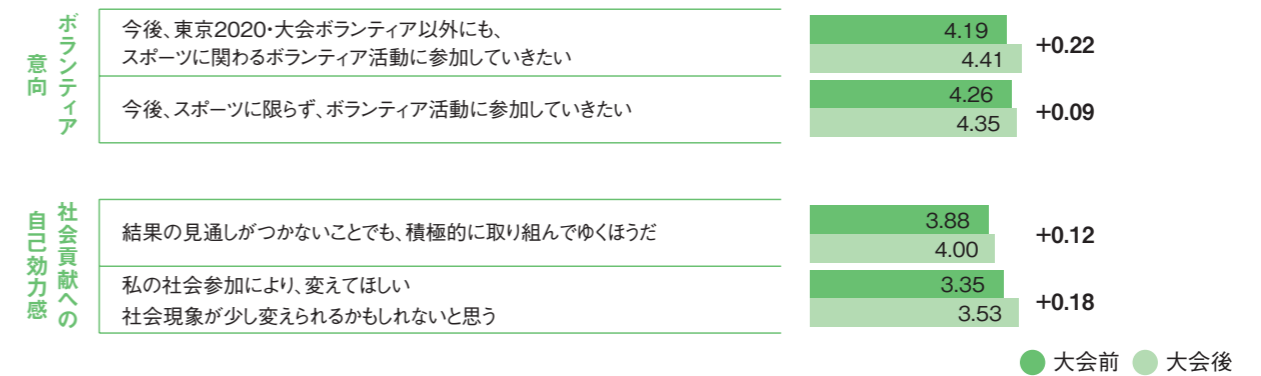 ボランティア
意向
今後、東京2020・大会ボランティア以外にも、
スポーツに関わるボランティア活動に参加していきたい
4.19
4.41
+0.22
今後、スポーツに限らず、ボランティア活動に参加していきたい
4.26
4.35
+0.09
社会貢献への
自己効力感
結果の見通しがつかないことでも、積極的に取り組んでゆくほうだ
3.88
4.00
+0.12
私の社会参加により、変えてほしい
社会現象が少し変えられるかもしれないと思う
3.35
3.53
+0.18
大会前 大会後